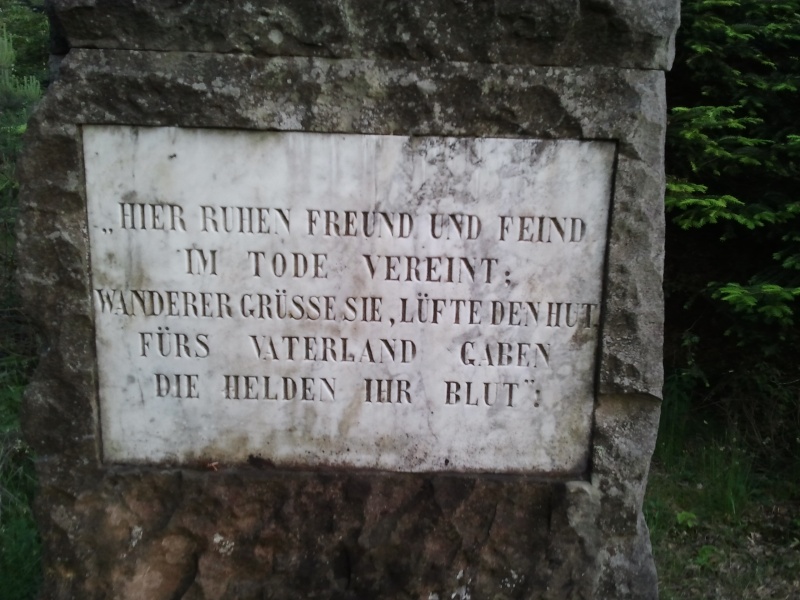 „HIER RUHEN FREUND UND FEIND
IM TODE VEREINT;
WANDERER GRÜSSE SIE, LÜFTE DEN HUT
FÜRS VATERLAND GABEN
DIE HELDEN IHR BLUT“: